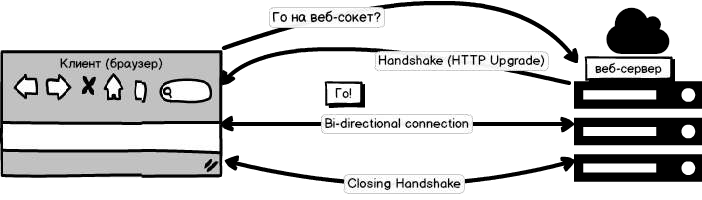 Го на веб-сокет?
Клиент (браузер)
Handshake (HTTP Upgrade)
веб-сервер
Го!
Bi-directional connection
Closing Handshake